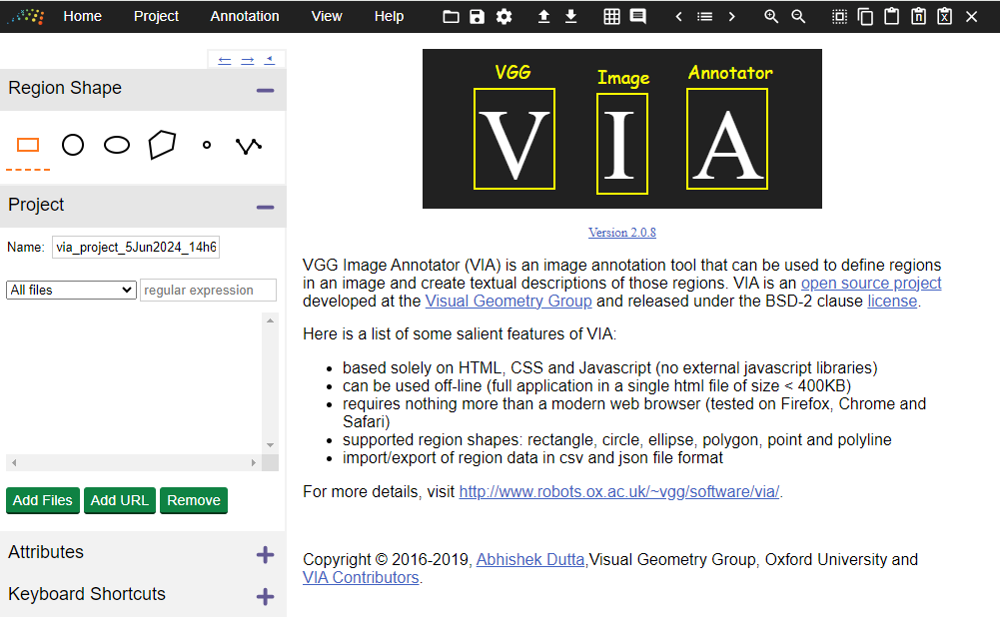 Home Project Annotation View Help
Region Shape
Project
Name: via_project_5Jun2024_14h6
All files regular expression
Add Files Add URL Remove
Attributes
Keyboard Shortcuts
VGG Image Annotator
V I A
Version 2.0.8
VGG Image Annotator (VIA) is an image annotation tool that can be used to define regions
in an image and create textual descriptions of those regions. VIA is an open source project
developed at the Visual Geometry Group and released under the BSD-2 clause license.
Here is a list of some salient features of VIA:
• based solely on HTML, CSS and Javascript (no external javascript libraries)
• can be used off-line (full application in a single html file of size < 400KB)
• requires nothing more than a modern web browser (tested on Firefox, Chrome and
Safari)
• supported region shapes: rectangle, circle, ellipse, polygon, point and polyline
• import/export of region data in csv and json file format
For more details, visit http://www.robots.ox.ac.uk/~vgg/software/via/.
Copyright © 2016-2019, Abhishek Dutta,Visual Geometry Group, Oxford University and
VIA Contributors.